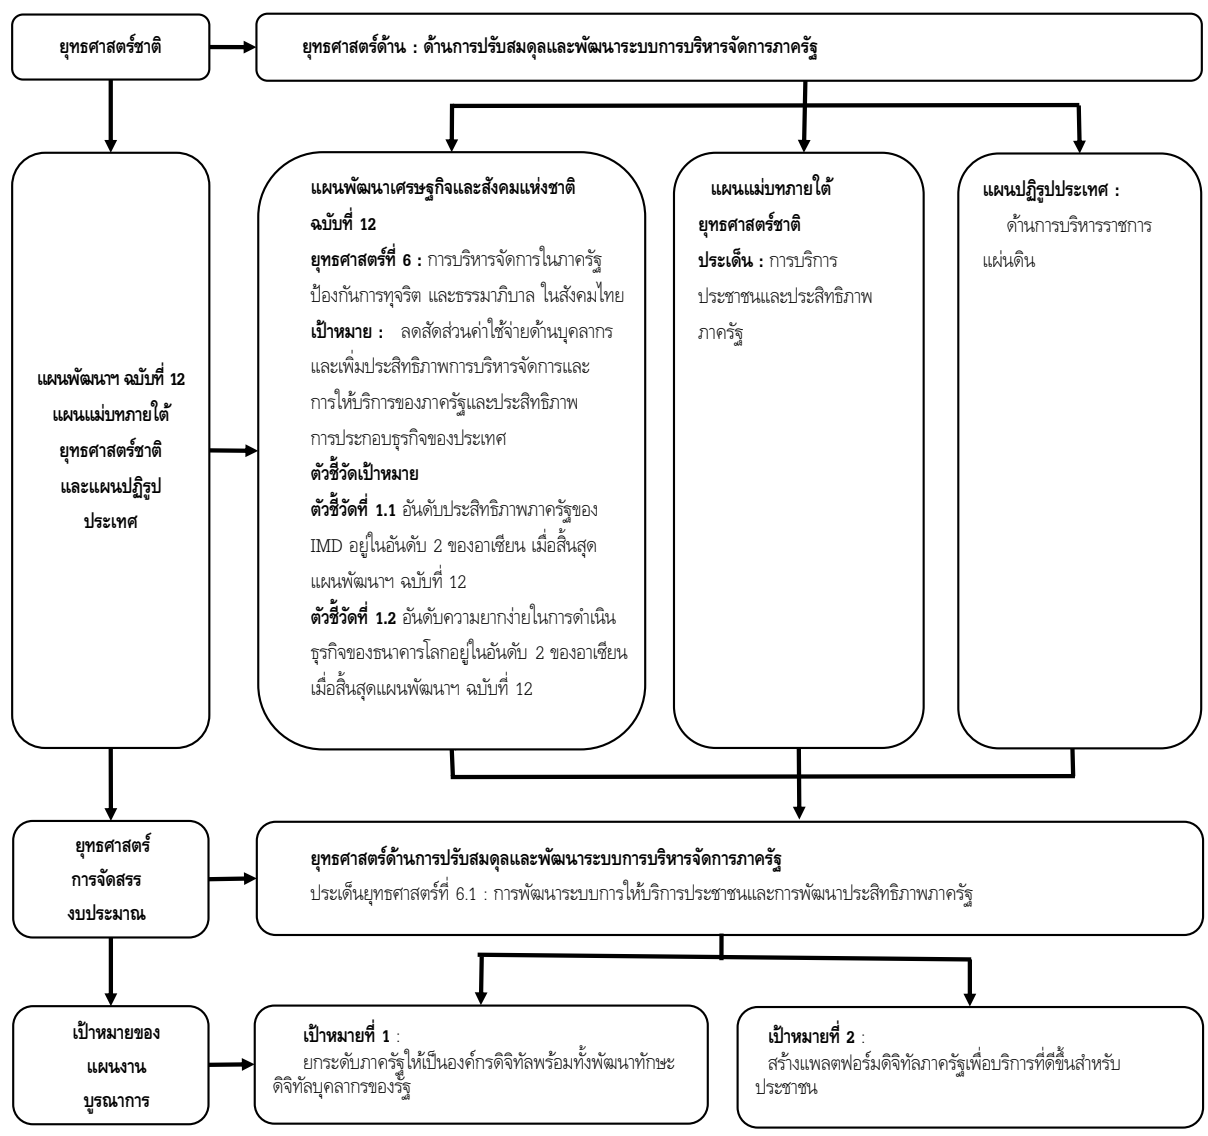 ยุทธศาสตร์ชาติ
ยุทธศาสตร์ด้าน : ด้านการปรับสมดุลและพัฒนาระบบการบริหารจัดการภาครัฐ
แผนพัฒนาฯ ฉบับที่ 12
แผนแม่บทภายใต้
ยุทธศาสตร์ชาติ
และแผนปฏิรูป
ประเทศ
แผนพัฒนาเศรษฐกิจและสังคมแห่งชาติ
ฉบับที่ 12
ยุทธศาสตร์ที่ 6 : การบริหารจัดการในภาครัฐ
ป้องกันการทุจริต และธรรมาภิบาล ในสังคมไทย
เป้าหมาย : ลดสัดส่วนค่าใช้จ่ายด้านบุคลากร
และเพิ่มประสิทธิภาพการบริหารจัดการและ
การให้บริการของภาครัฐและประสิทธิภาพ
การประกอบธุรกิจของประเทศ
ตัวชี้วัดเป้าหมาย
ตัวชี้วัดที่ 1.1 อันดับประสิทธิภาพภาครัฐของ
IMD อยู่ในอันดับ 2 ของอาเซียน เมื่อสิ้นสุด
แผนพัฒนาฯ ฉบับที่ 12
ตัวชี้วัดที่ 1.2 อันดับความยากง่ายในการดำเนิน
ธุรกิจของธนาคารโลกอยู่ในอันดับ 2 ของอาเซียน
เมื่อสิ้นสุดแผนพัฒนาฯ ฉบับที่ 12
แผนแม่บทภายใต้
ยุทธศาสตร์ชาติ
ประเด็น : การบริการ
ประชาชนและประสิทธิภาพ
ภาครัฐ
แผนปฏิรูปประเทศ :
ด้านการบริหารราชการ
แผ่นดิน
ยุทธศาสตร์
การจัดสรร
งบประมาณ
ยุทธศาสตร์ด้านการปรับสมดุลและพัฒนาระบบการบริหารจัดการภาครัฐ
ประเด็นยุทธศาสตร์ที่ 6.1 : การพัฒนาระบบการให้บริการประชาชนและการพัฒนาประสิทธิภาพภาครัฐ
เป้าหมายของ
แผนงาน
บูรณาการ
เป้าหมายที่ 1 :
ยกระดับภาครัฐให้เป็นองค์กรดิจิทัลพร้อมทั้งพัฒนาทักษะ
ดิจิทัลบุคลากรของรัฐ
เป้าหมายที่ 2 :
สร้างแพลตฟอร์มดิจิทัลภาครัฐเพื่อบริการที่ดีขึ้นสำหรับ
ประชาชน